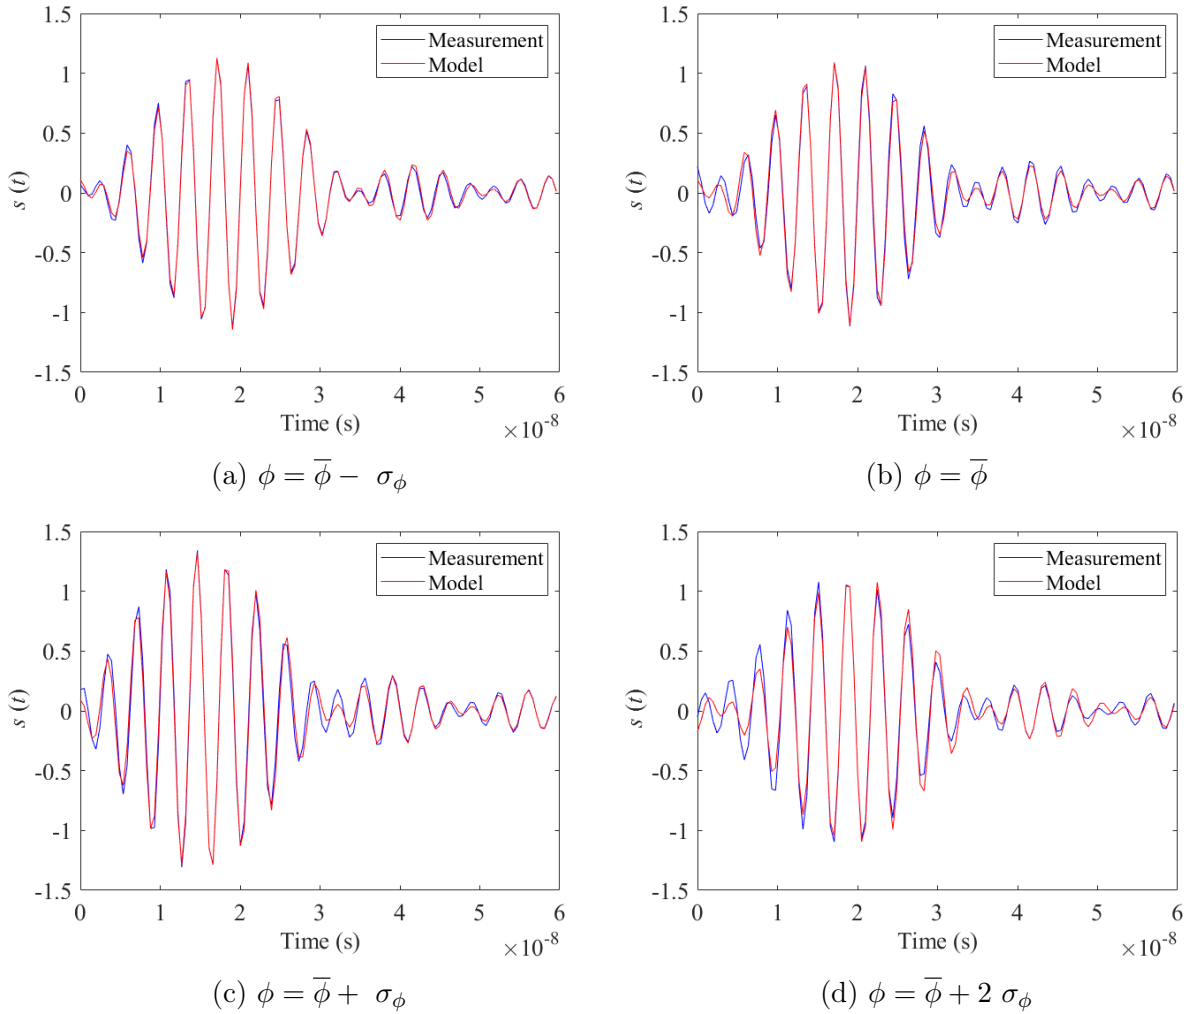 1.5
1
0.5
0
-0.5
-1
-1.5
s (t)
Measurement
Model
0 1 2 3 4 5 6
Time (s)
×10-8
(a) ϕ = ϕ̅ − σϕ
1.5
1
0.5
0
-0.5
-1
-1.5
s (t)
Measurement
Model
0 1 2 3 4 5 6
Time (s)
×10-8
(b) ϕ = ϕ̅
1.5
1
0.5
0
-0.5
-1
-1.5
s (t)
Measurement
Model
0 1 2 3 4 5 6
Time (s)
×10-8
(c) ϕ = ϕ̅ + σϕ
1.5
1
0.5
0
-0.5
-1
-1.5
s (t)
Measurement
Model
0 1 2 3 4 5 6
Time (s)
×10-8
(d) ϕ = ϕ̅ + 2 σϕ